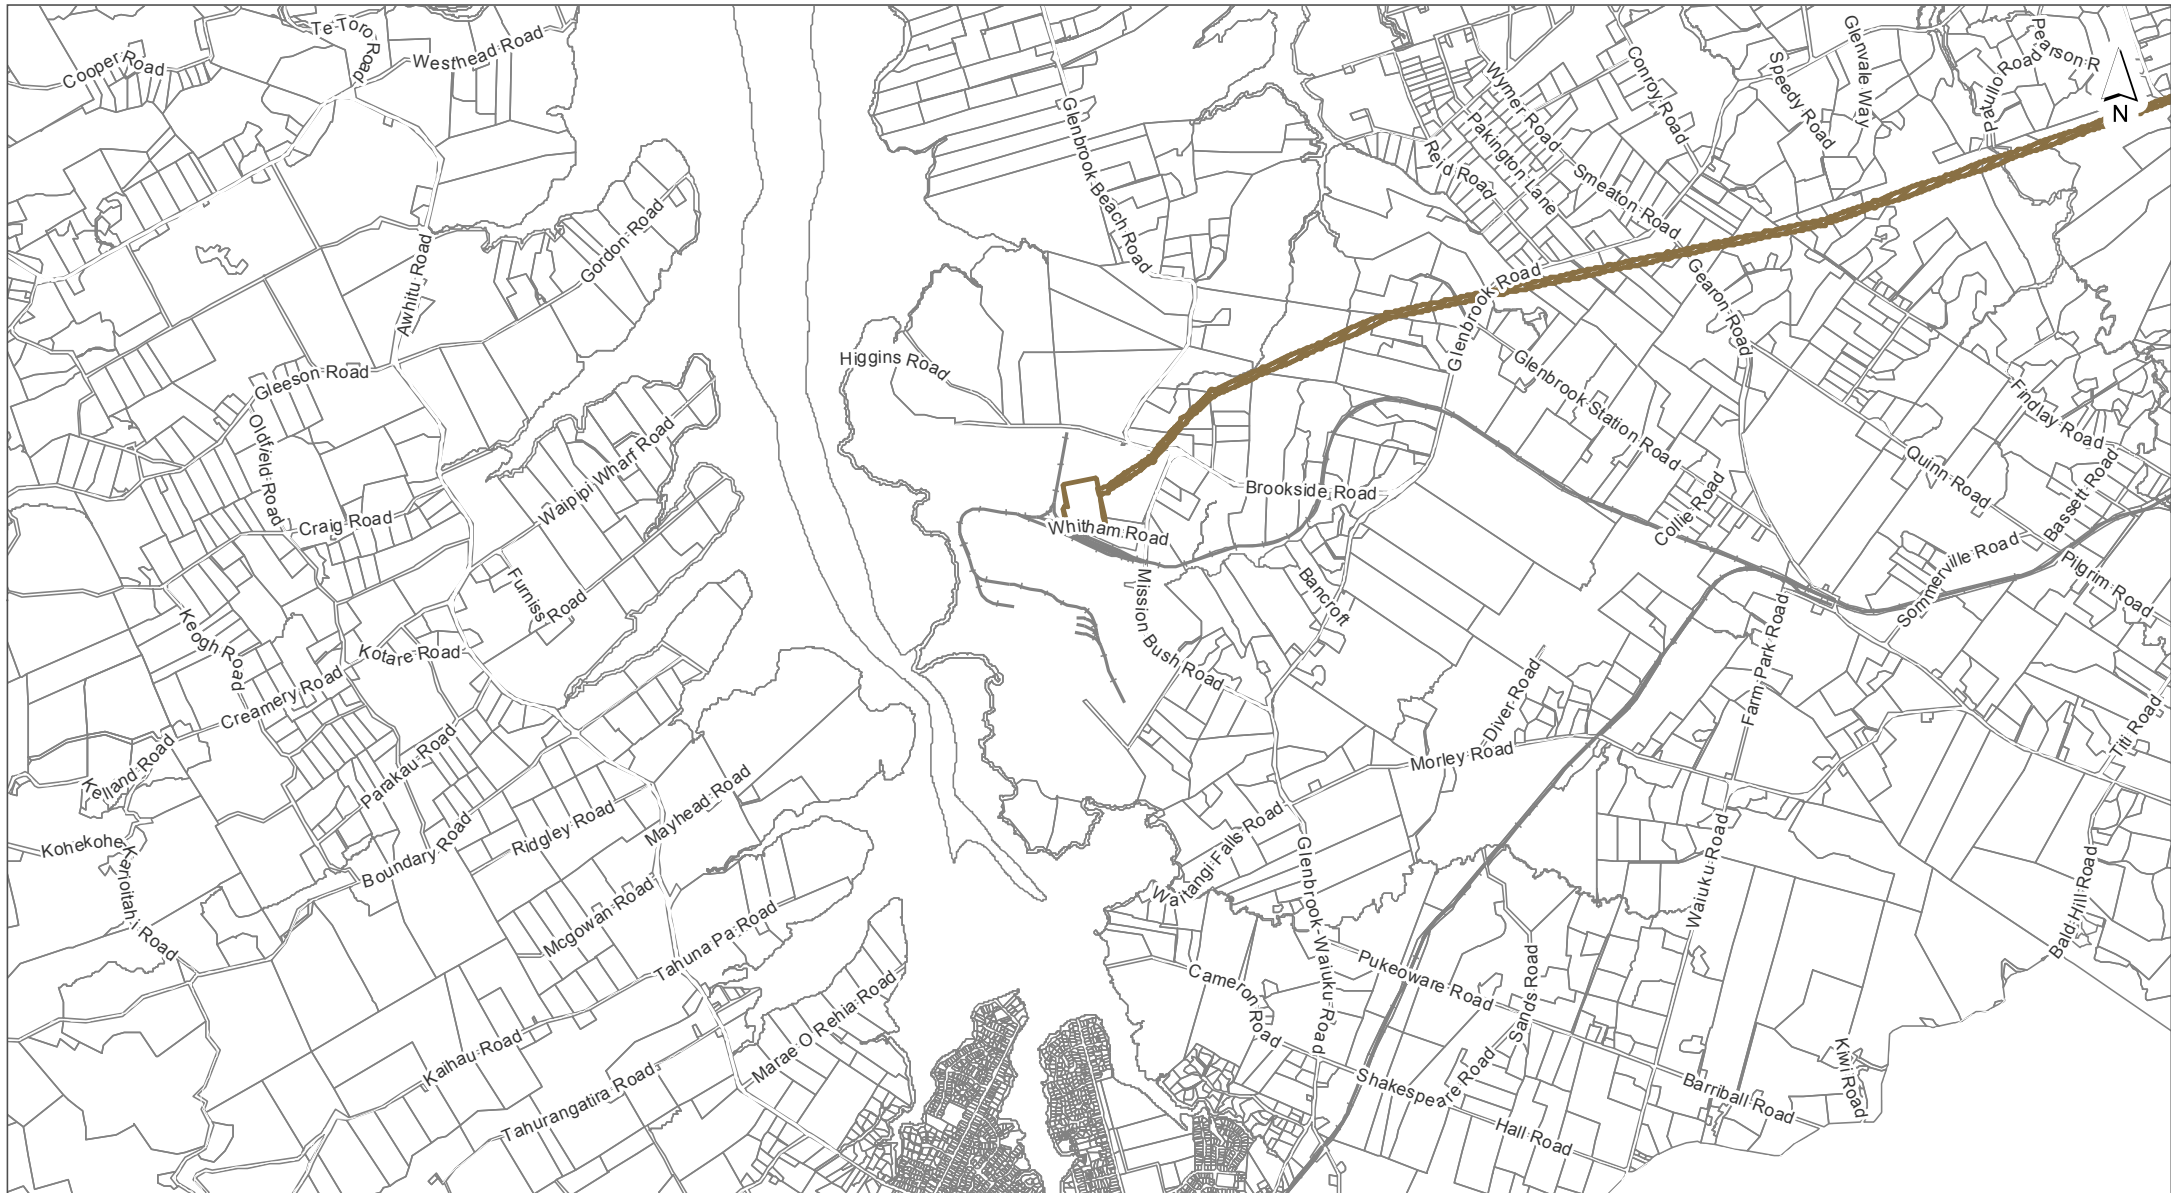 Te Toro Road
Westhead Road
Cooper Road
Glenvale Way
Pearson R
Patullo Road
Speedy Road
Conroy Road
Wymer Road
Pakington Lane
Reid Road
Smeaton Road
N
Glenbrook Beach Road
Gordon Road
Awhitu Road
Gearon Road
Glenbrook Road
Higgins Road
Gleeson Road
Glenbrook Station Road
Findlay Road
Oldfield Road
Waipipi Wharf Road
Quinn Road
Bassett Road
Brookside Road
Collie Road
Craig Road
Whitham Road
Sommerville Road
Pilgrim Road
Furniss Road
Mission Bush Road
Bancroft
Farm Park Road
Keogh Road
Kotare Road
Creamery Road
Diver Road
Titi Road
Morley Road
Kelland Road
Parakau Road
Mayhead Road
Ridgley Road
Boundary Road
Kohekohe Karioitahi Road
Waitangi Falls Road
Glenbrook-Waiuku Road
Waiuku Road
Bald Hill Road
Mcgowan Road
Tahuna Pa Road
Pukeoware Road
Sands Road
Cameron Road
Marae O Rehia Road
Kaihau Road
Tahurangatira Road
Shakespeare Road
Barriball Road
Kiwi Road
Hall Road